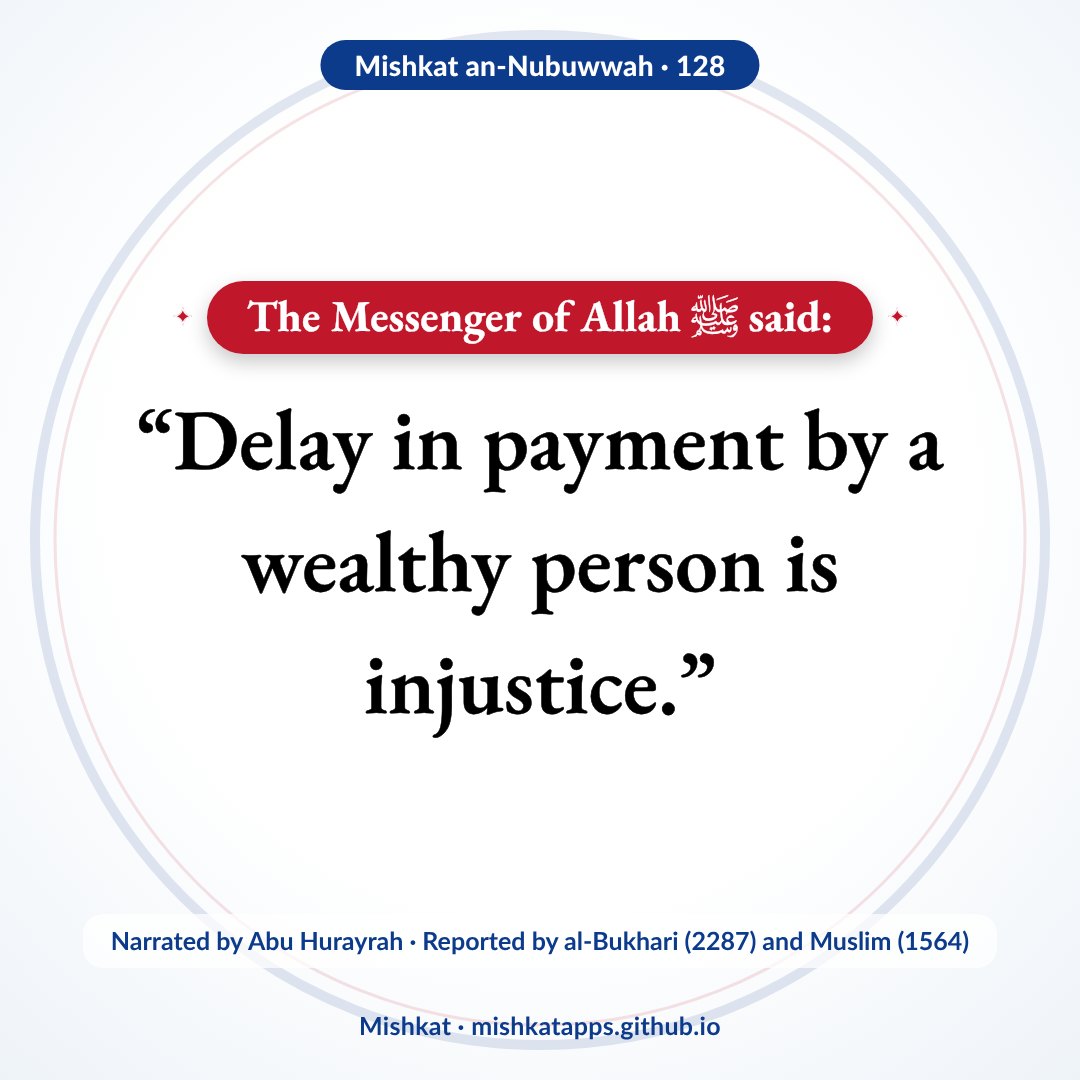 Mishkat an-Nubuwwah · 128
The Messenger of Allah ﷺ said:
“Delay in payment by a
wealthy person is
injustice.”
Narrated by Abu Hurayrah · Reported by al-Bukhari (2287) and Muslim (1564)
Mishkat · mishkatapps.github.io